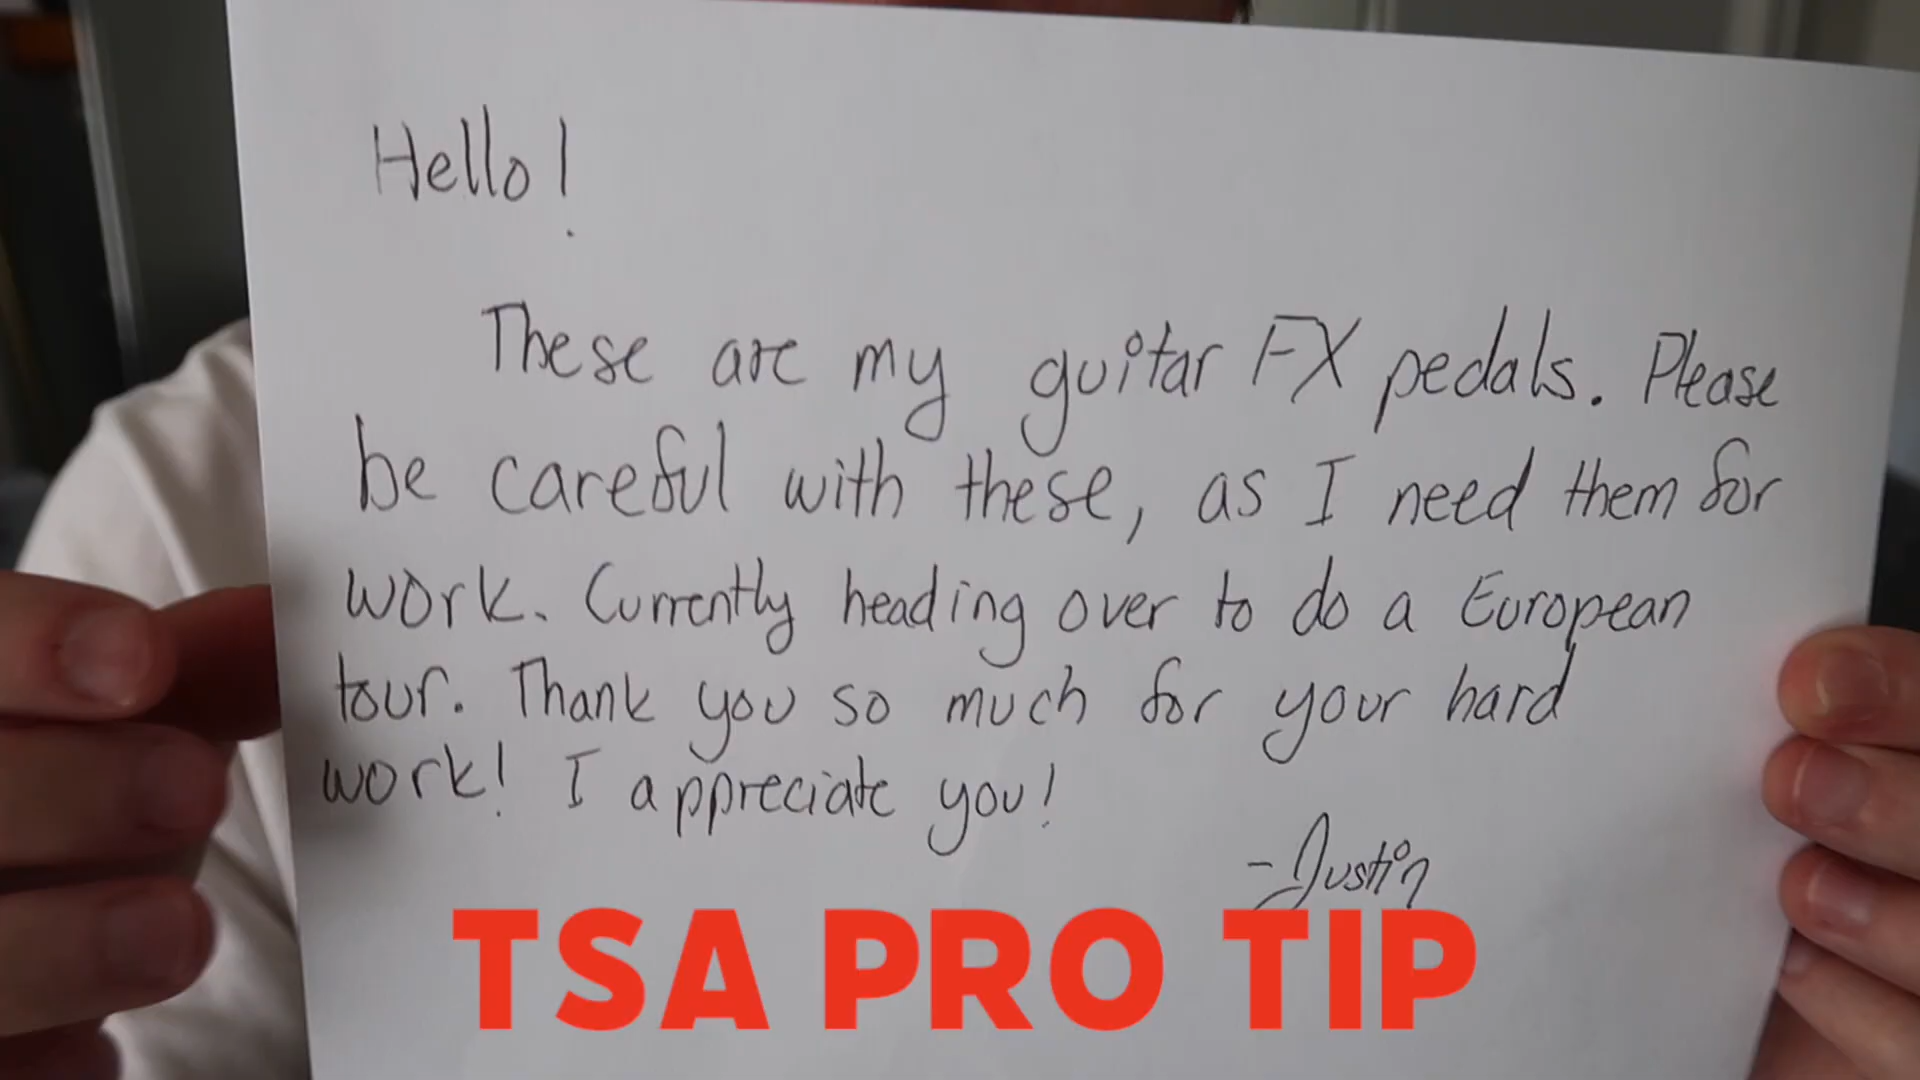 Hello!
These are my guitar FX pedals. Please
be careful with these, as I need them for
work. Currently heading over to do a European
tour. Thank you so much for your hard
work! I appreciate you!
-Justin
TSA PRO TIP